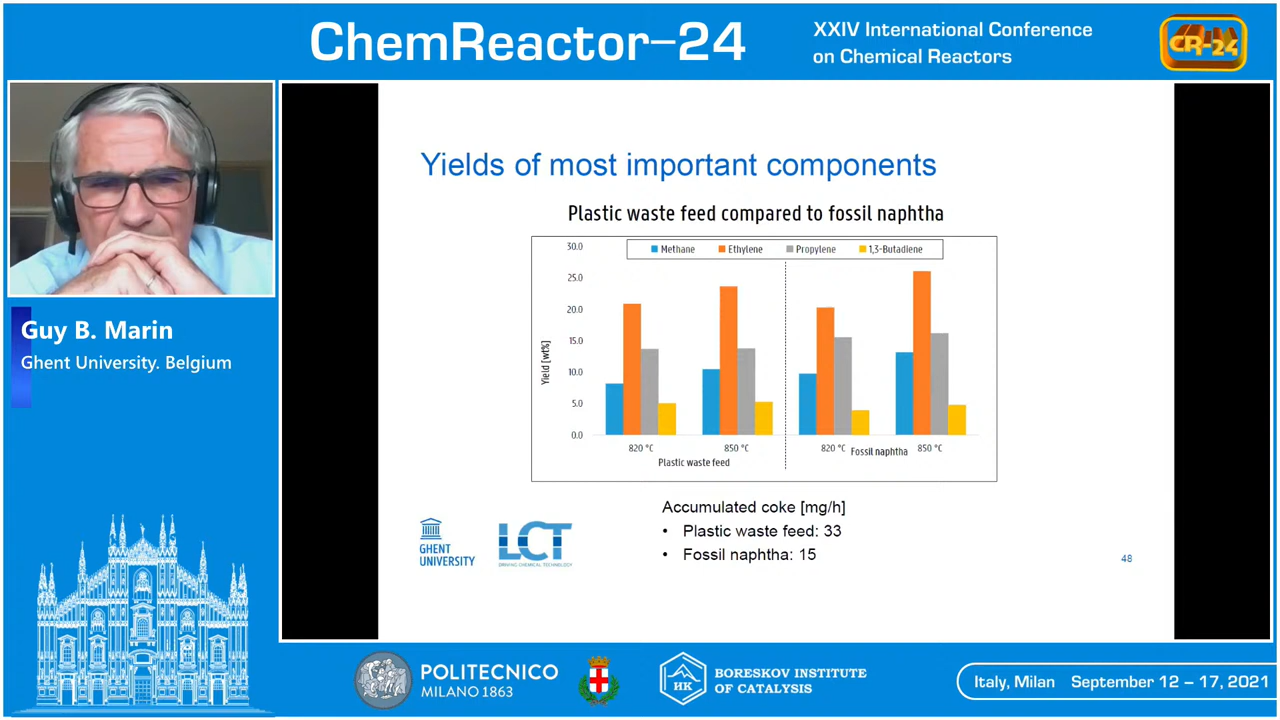 ChemReactor–24
XXIV International Conference
on Chemical Reactors
CR-24
Guy B. Marin
Ghent University. Belgium
Yields of most important components
Plastic waste feed compared to fossil naphtha
Methane Ethylene Propylene 1,3-Butadiene
Yield [wt%]
30.0
25.0
20.0
15.0
10.0
5.0
0.0
820 °C 850 °C 820 °C 850 °C
Plastic waste feed Fossil naphtha
Accumulated coke [mg/h]
• Plastic waste feed: 33
• Fossil naphtha: 15
GHENT
UNIVERSITY
LCT
DRIVING CHEMICAL TECHNOLOGY
48
POLITECNICO
MILANO 1863
НК
BORESKOV INSTITUTE
OF CATALYSIS
Italy, Milan September 12 – 17, 2021